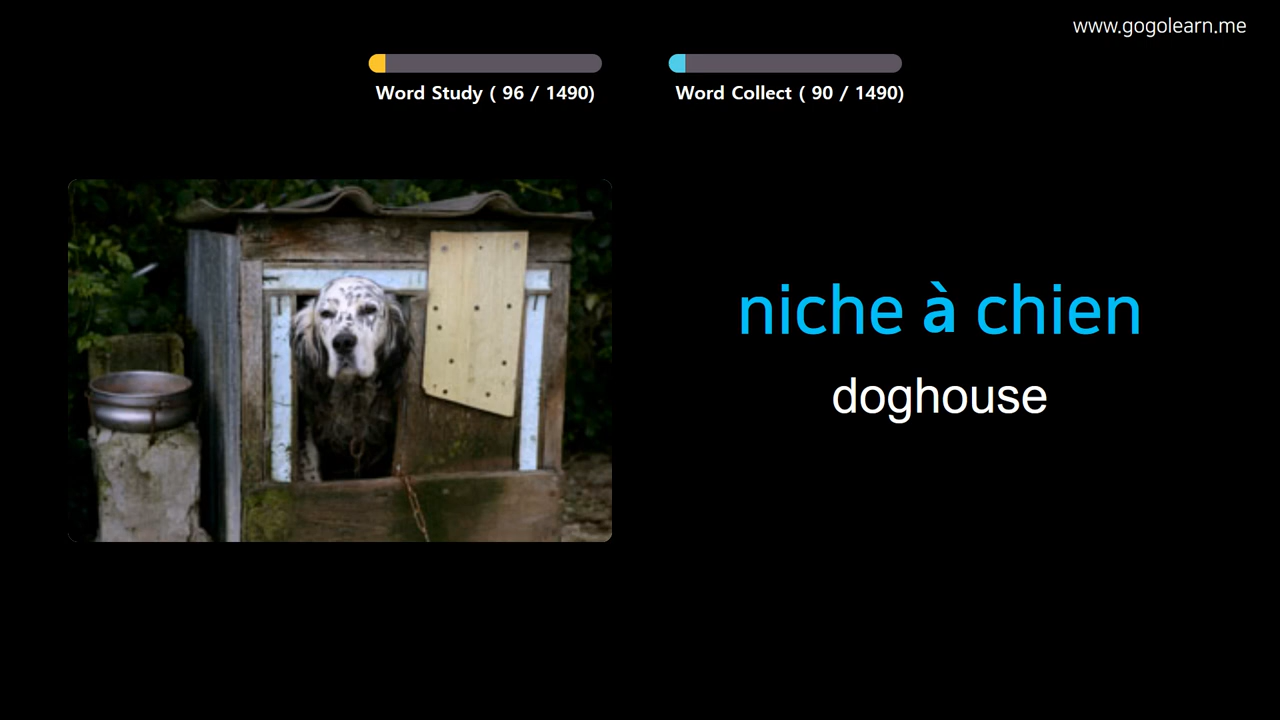 www.gogolearn.me
Word Study ( 96 / 1490)
Word Collect ( 90 / 1490)
niche à chien
doghouse